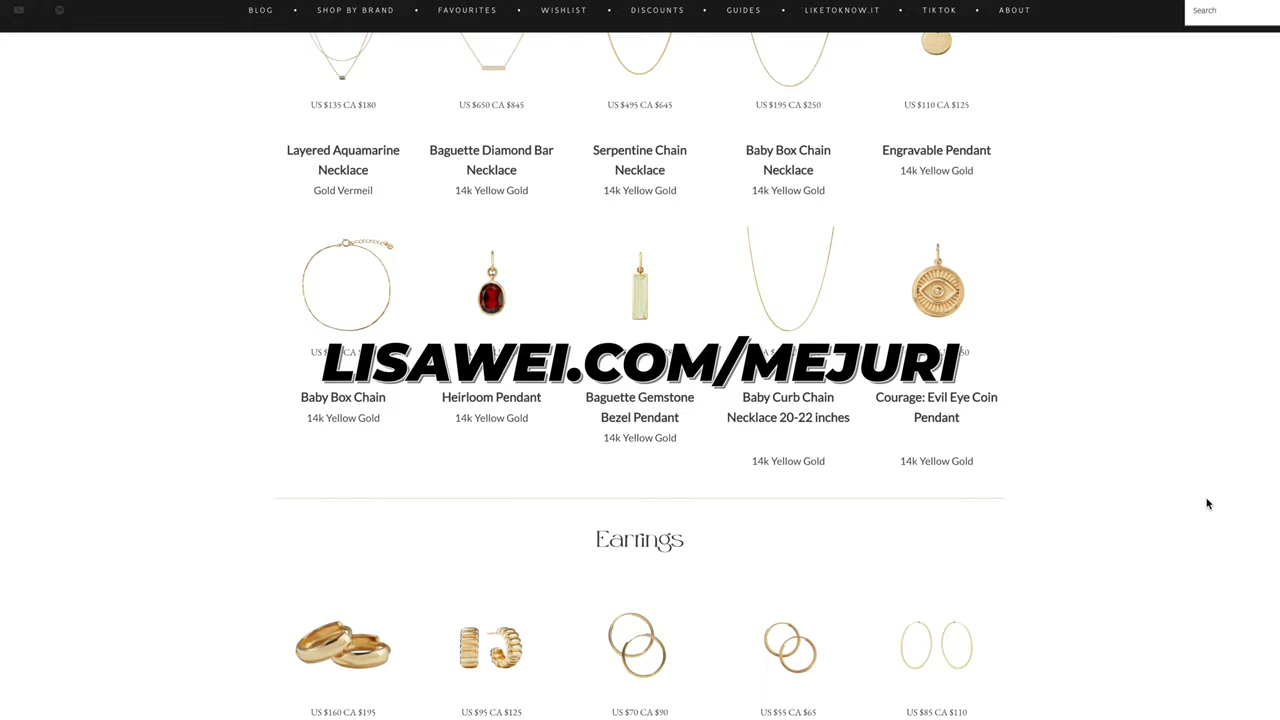 BLOG • SHOP BY BRAND • FAVOURITES • WISHLIST • DISCOUNTS • GUIDES • LIKETOKNOW.IT • TIKTOK • ABOUT
Search
US $135 CA $180
US $650 CA $845
US $495 CA $645
US $195 CA $250
US $110 CA $125
Layered Aquamarine
Necklace
Gold Vermeil
Baguette Diamond Bar
Necklace
14k Yellow Gold
Serpentine Chain
Necklace
14k Yellow Gold
Baby Box Chain
Necklace
14k Yellow Gold
Engravable Pendant
14k Yellow Gold
LISAWEI.COM/MEJURI
Baby Box Chain
14k Yellow Gold
Heirloom Pendant
14k Yellow Gold
Baguette Gemstone
Bezel Pendant
14k Yellow Gold
Baby Curb Chain
Necklace 20-22 inches
14k Yellow Gold
Courage: Evil Eye Coin
Pendant
14k Yellow Gold
Earrings
US $160 CA $195
US $95 CA $125
US $70 CA $90
US $55 CA $65
US $85 CA $110